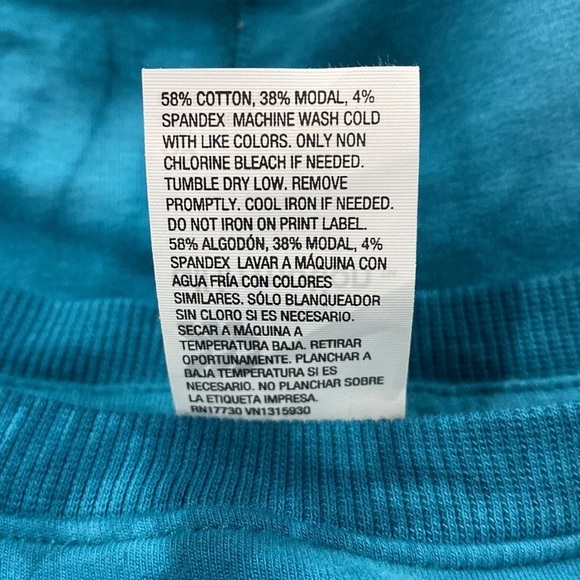 58% COTTON, 38% MODAL, 4%
SPANDEX MACHINE WASH COLD
WITH LIKE COLORS. ONLY NON
CHLORINE BLEACH IF NEEDED.
TUMBLE DRY LOW. REMOVE
PROMPTLY. COOL IRON IF NEEDED.
DO NOT IRON ON PRINT LABEL.
58% ALGODÓN, 38% MODAL, 4%
SPANDEX LAVAR A MÁQUINA CON
AGUA FRÍA CON COLORES
SIMILARES. SÓLO BLANQUEADOR
SIN CLORO SI ES NECESARIO.
SECAR A MÁQUINA A
TEMPERATURA BAJA. RETIRAR
OPORTUNAMENTE. PLANCHAR A
BAJA TEMPERATURA SI ES
NECESARIO. NO PLANCHAR SOBRE
LA ETIQUETA IMPRESA.
RN17730 VN1315930